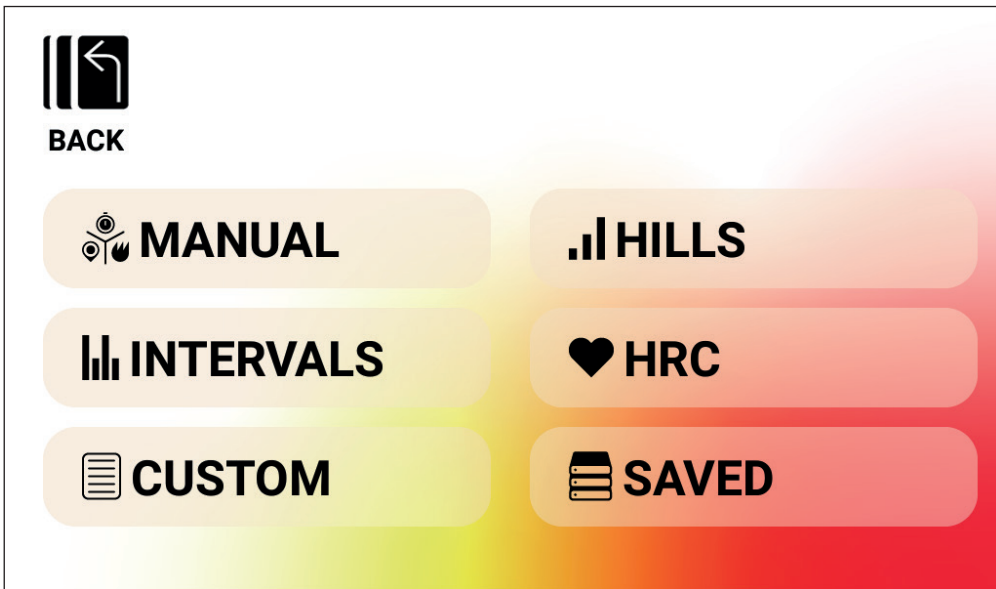 BACK
MANUAL
HILLS
INTERVALS
HRC
CUSTOM
SAVED